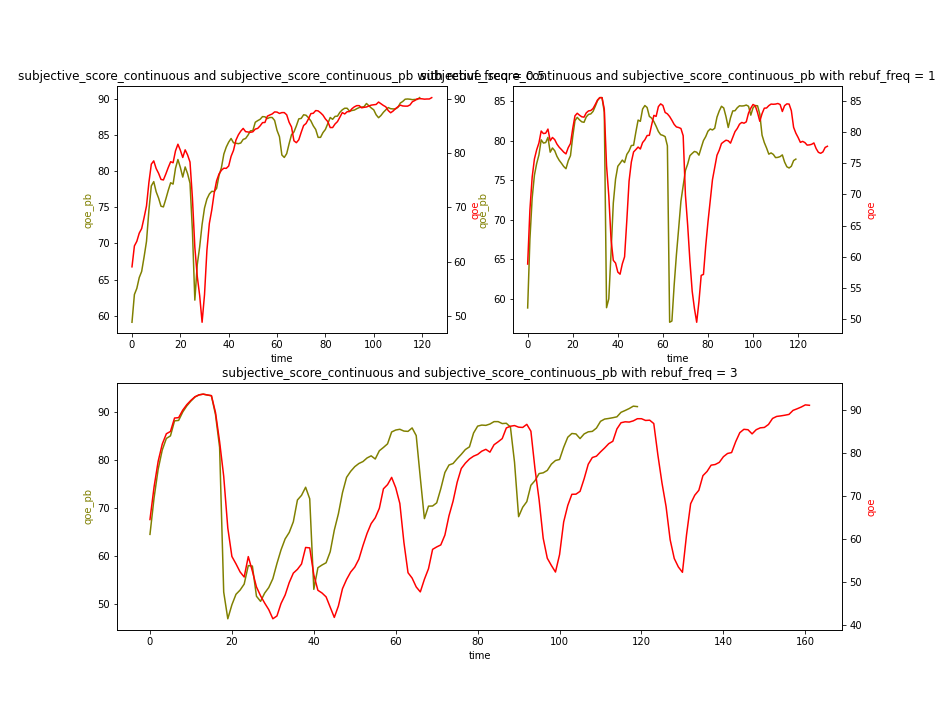 subjective_score_continuous and subjective_score_continuous_pb with rebuf_freq = 0.5
subjective_score_continuous and subjective_score_continuous_pb with rebuf_freq = 1
90
85
80
75
70
65
60
qoe_pb
90
80
70
60
50
qoe
0 20 40 60 80 100 120
time
85
80
75
70
65
60
qoe_pb
85
80
75
70
65
60
55
50
qoe
0 20 40 60 80 100 120
time
subjective_score_continuous and subjective_score_continuous_pb with rebuf_freq = 3
90
80
70
60
50
qoe_pb
90
80
70
60
50
40
qoe
0 20 40 60 80 100 120 140 160
time